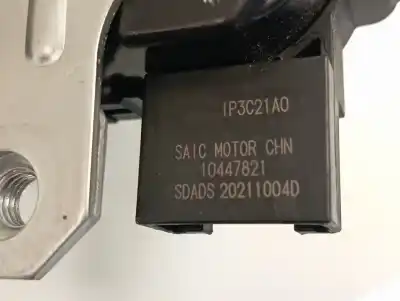 IP3C21A0
SAIC MOTOR CHN
10447821
SDADS 20211004D